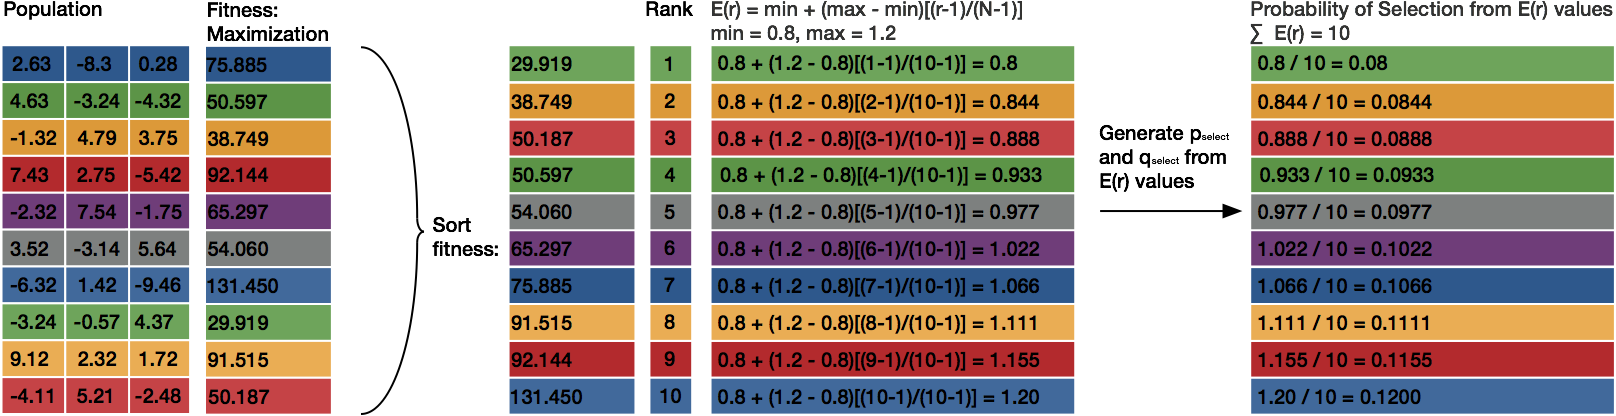 Population
Fitness:
Maximization
2.63 -8.3 0.28 75.885
4.63 -3.24 -4.32 50.597
-1.32 4.79 3.75 38.749
7.43 2.75 -5.42 92.144
-2.32 7.54 -1.75 65.297
3.52 -3.14 5.64 54.060
-6.32 1.42 -9.46 131.450
-3.24 -0.57 4.37 29.919
9.12 2.32 1.72 91.515
-4.11 5.21 -2.48 50.187
Sort
fitness:
Rank
E(r) = min + (max - min)[(r-1)/(N-1)]
min = 0.8, max = 1.2
29.919 1 0.8 + (1.2 - 0.8)[(1-1)/(10-1)] = 0.8
38.749 2 0.8 + (1.2 - 0.8)[(2-1)/(10-1)] = 0.844
50.187 3 0.8 + (1.2 - 0.8)[(3-1)/(10-1)] = 0.888
50.597 4 0.8 + (1.2 - 0.8)[(4-1)/(10-1)] = 0.933
54.060 5 0.8 + (1.2 - 0.8)[(5-1)/(10-1)] = 0.977
65.297 6 0.8 + (1.2 - 0.8)[(6-1)/(10-1)] = 1.022
75.885 7 0.8 + (1.2 - 0.8)[(7-1)/(10-1)] = 1.066
91.515 8 0.8 + (1.2 - 0.8)[(8-1)/(10-1)] = 1.111
92.144 9 0.8 + (1.2 - 0.8)[(9-1)/(10-1)] = 1.155
131.450 10 0.8 + (1.2 - 0.8)[(10-1)/(10-1)] = 1.20
Generate pselect
and qselect from
E(r) values
Probability of Selection from E(r) values
∑ E(r) = 10
0.8 / 10 = 0.08
0.844 / 10 = 0.0844
0.888 / 10 = 0.0888
0.933 / 10 = 0.0933
0.977 / 10 = 0.0977
1.022 / 10 = 0.1022
1.066 / 10 = 0.1066
1.111 / 10 = 0.1111
1.155 / 10 = 0.1155
1.20 / 10 = 0.1200